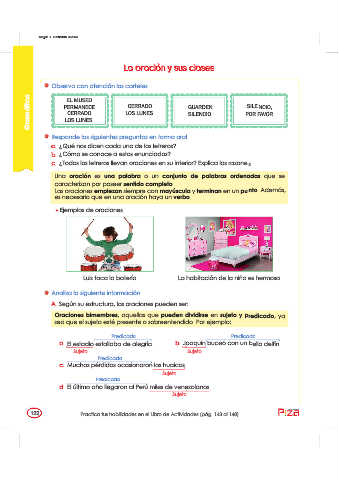 La oración y sus clases
Gramática
Observa con atención los carteles
EL MUSEO
PERMANECE
CERRADO
LOS LUNES
CERRADO
LOS LUNES
GUARDEN
SILENCIO
SILENCIO,
POR FAVOR
Responde las siguientes preguntas en forma oral
a. ¿Qué nos dicen cada uno de los letreros?
b. ¿Cómo se conoce a estos enunciados?
c. ¿Todos los letreros llevan oraciones en su interior? Explica tus razones
Una oración es una palabra o un conjunto de palabras ordenadas que se
caracterizan por poseer sentido completo
Las oraciones empiezan siempre con mayúscula y terminan en un punto. Además,
es necesario que en una oración haya un verbo
• Ejemplos de oraciones
Luis toca la batería
La habitación de la niña es hermosa
Analiza la siguiente información
A. Según su estructura, las oraciones pueden ser:
Oraciones bimembres, aquellas que pueden dividirse en sujeto y Predicado, ya
sea que el sujeto esté presente o sobreentendido. Por ejemplo:
Predicado Predicado
a. El estadio estallaba de alegría b. Joaquín buceó con un bello delfín
Sujeto Sujeto
Predicado
c. Muchas pérdidas ocasionaron los huaicos
Sujeto
Predicado
d. El último año llegaron al Perú miles de venezolanos
Sujeto
122
Practica tus habilidades en el Libro de Actividades (pág. 143 al 146)